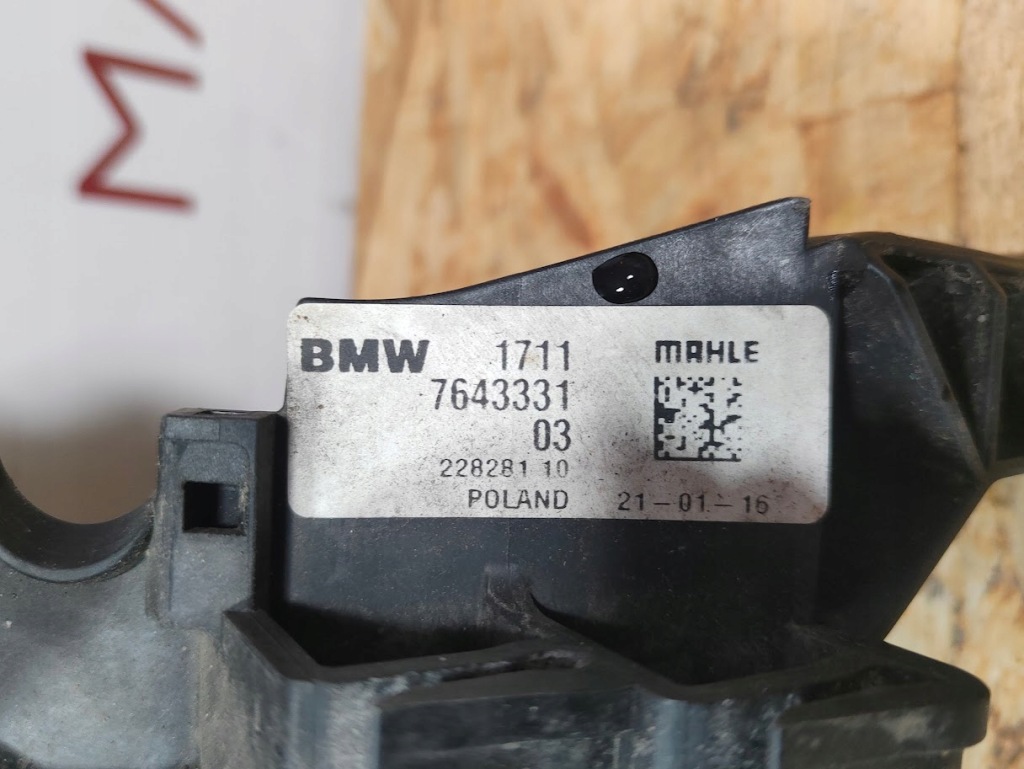 BMW 1711 MAHLE
7643331
03
228281 10
POLAND 21-01-16